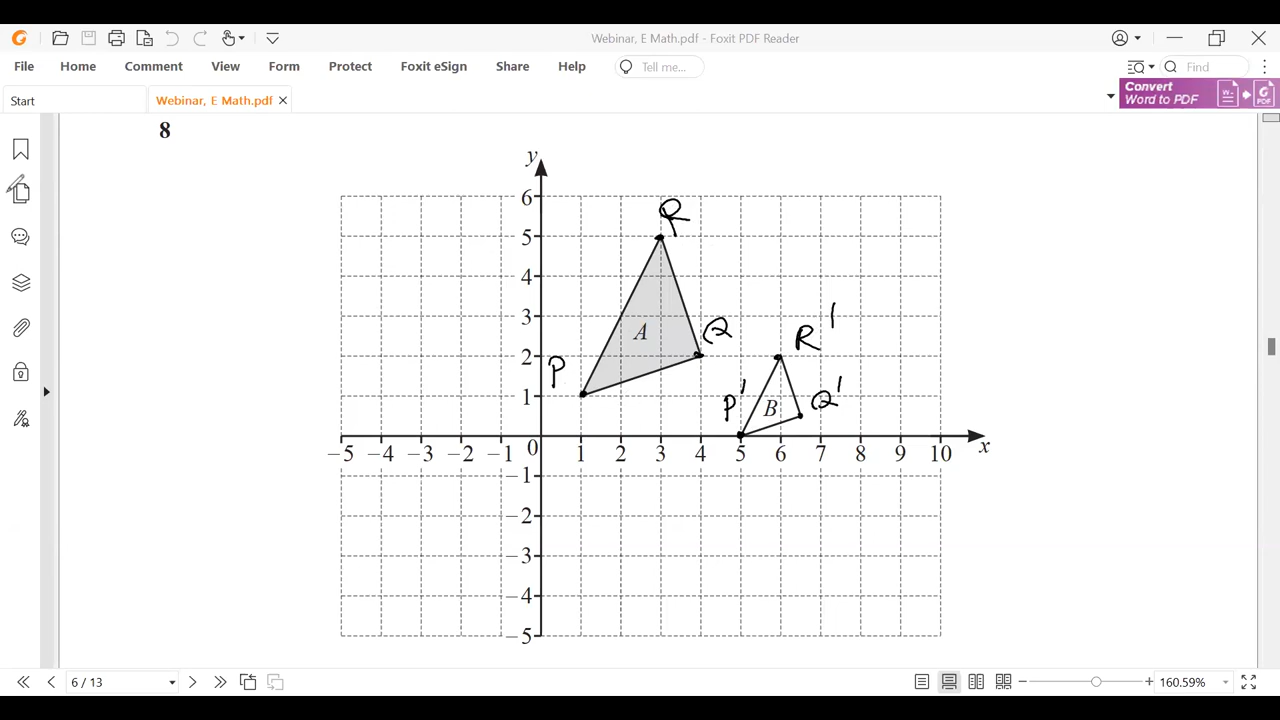 Webinar, E Math.pdf - Foxit PDF Reader
File Home Comment View Form Protect Foxit eSign Share Help Tell me... Find
Start Webinar, E Math.pdf Convert Word to PDF
8
y
6
R
5
4
3
A Q R'
2
P
1
P' B Q'
-5 -4 -3 -2 -1 0 1 2 3 4 5 6 7 8 9 10 x
-1
-2
-3
-4
-5
6 / 13 160.59%